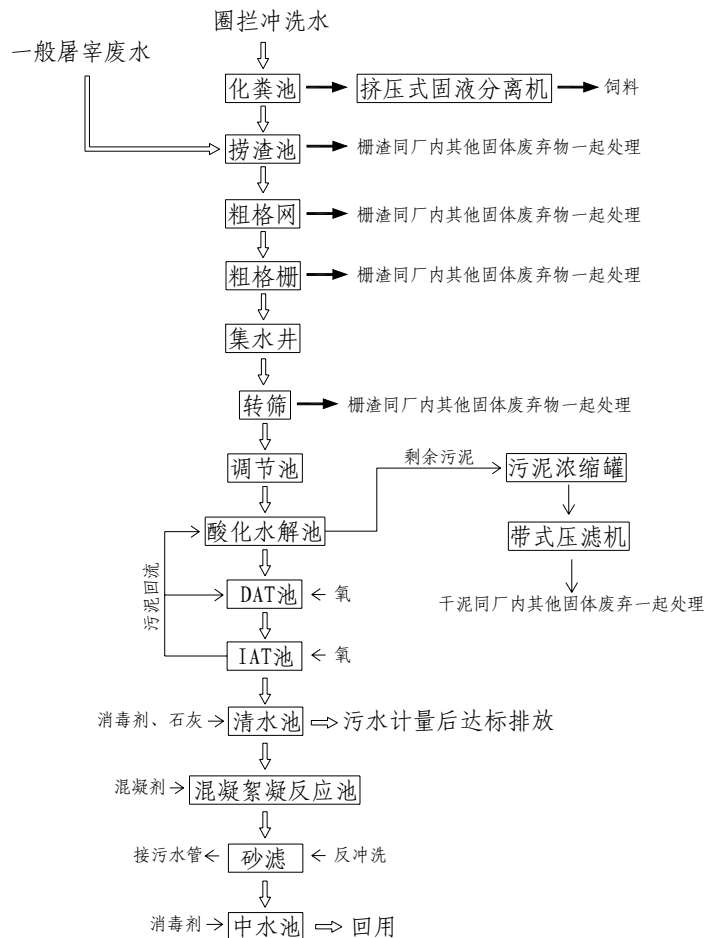 圈拦冲洗水
一般屠宰废水
化粪池
挤压式固液分离机
饲料
捞渣池
栅渣同厂内其他固体废弃物一起处理
粗格网
栅渣同厂内其他固体废弃物一起处理
粗格栅
栅渣同厂内其他固体废弃物一起处理
集水井
转筛
栅渣同厂内其他固体废弃物一起处理
调节池
剩余污泥
污泥浓缩罐
酸化水解池
带式压滤机
污泥回流
DAT池
氧
干泥同厂内其他固体废弃一起处理
IAT池
氧
消毒剂、石灰
清水池
污水计量后达标排放
混凝剂
混凝絮凝反应池
接污水管
砂滤
反冲洗
消毒剂
中水池
回用